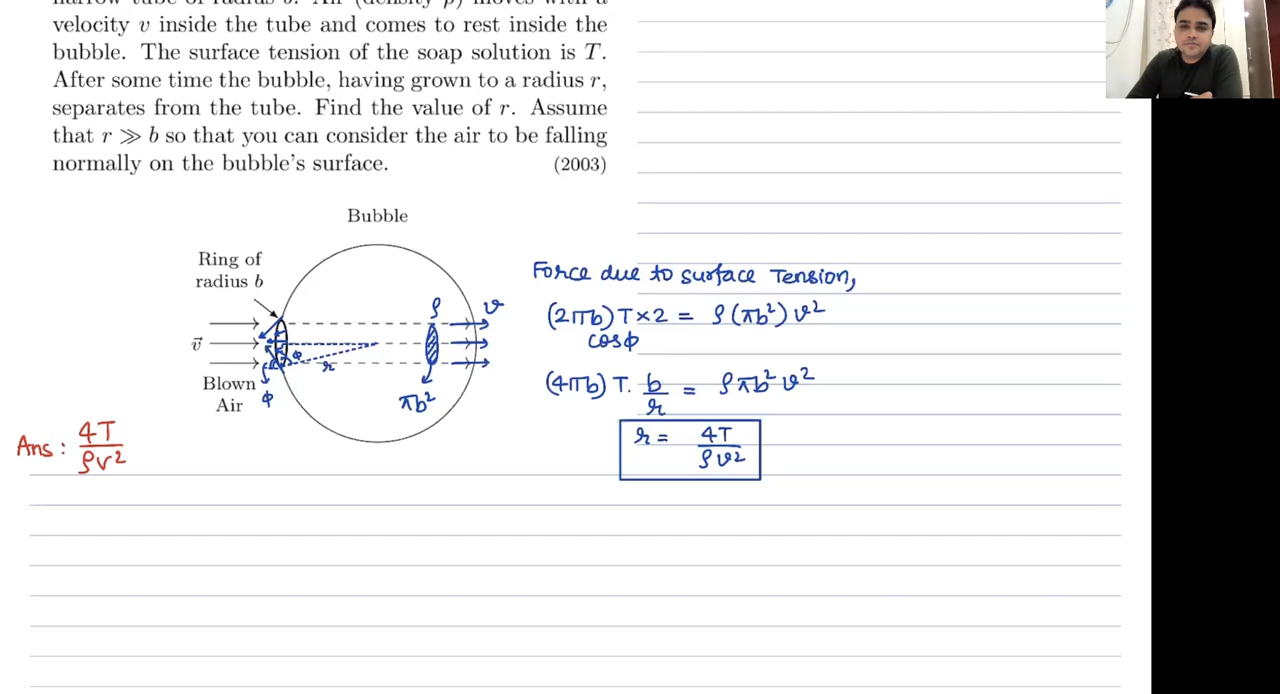 velocity v inside the tube and comes to rest inside the
bubble. The surface tension of the soap solution is T.
After some time the bubble, having grown to a radius r,
separates from the tube. Find the value of r. Assume
that r ≫ b so that you can consider the air to be falling
normally on the bubble's surface. (2003)
Bubble
Ring of
radius b
v⃗
Blown
Air
ρ
v
φ
r
φ
πb²
Force due to surface Tension,
(2πb) T × 2 = ρ (πb²) v²
cosφ
(4πb) T. b/r = ρ πb² v²
r = 4T/ρv²
Ans : 4T/ρv²